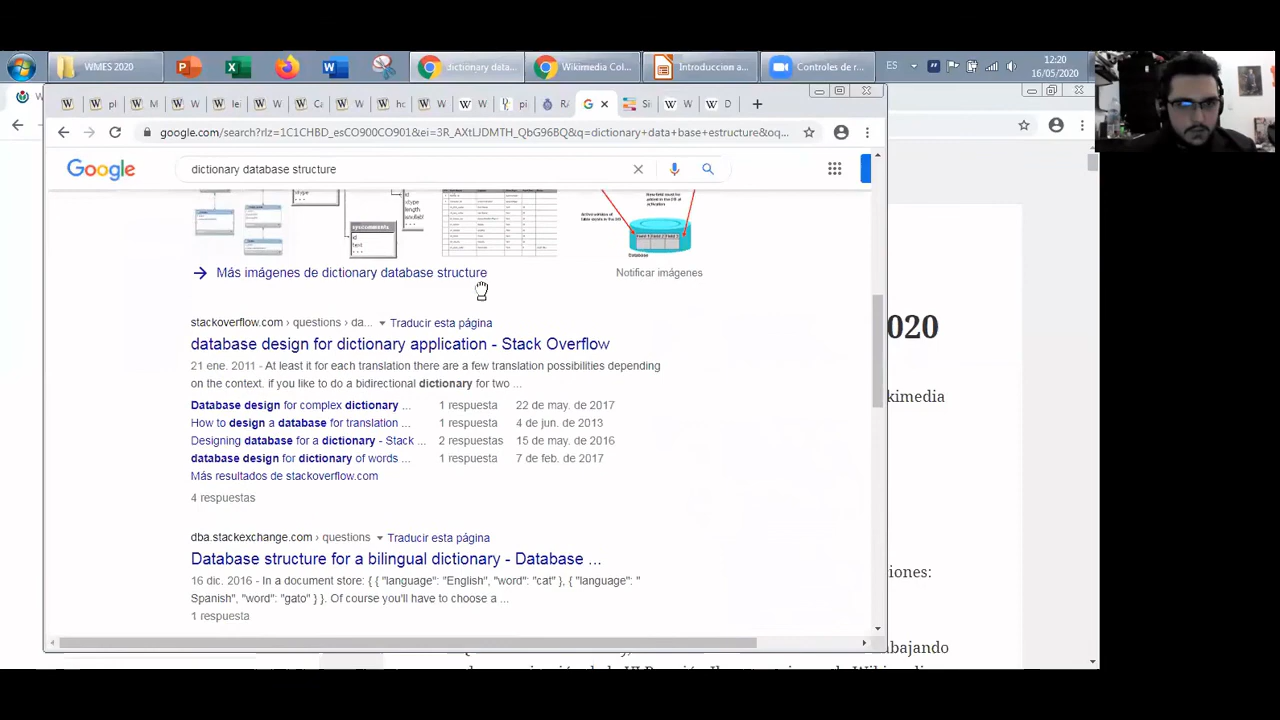 WMES 2020
dictionary data...
Wikimedia Col...
Introduccion a...
Controles de r...
ES
12:20
16/05/2020
google.com/search?rlz=1C1CHBD_esCO900CO901&ei=3R_AXtLJDMTH_QbG96BQ&q=dictionary+data+base+estructure&oq...
Google
dictionary database structure
Más imágenes de dictionary database structure
Notificar imágenes
stackoverflow.com › questions › da... Traducir esta página
database design for dictionary application - Stack Overflow
21 ene. 2011 - At least it for each translation there are a few translation possibilities depending
on the context. if you like to do a bidirectional dictionary for two ...
Database design for complex dictionary ... 1 respuesta 22 de may. de 2017
How to design a database for translation ... 1 respuesta 4 de jun. de 2013
Designing database for a dictionary - Stack ... 2 respuestas 15 de may. de 2016
database design for dictionary of words ... 1 respuesta 7 de feb. de 2017
Más resultados de stackoverflow.com
4 respuestas
dba.stackexchange.com › questions Traducir esta página
Database structure for a bilingual dictionary - Database ...
16 dic. 2016 - In a document store: { { "language": "English", "word": "cat" }, { "language": "
Spanish", "word": "gato" } }. Of course you'll have to choose a ...
1 respuesta
020
kimedia
iones:
abajando